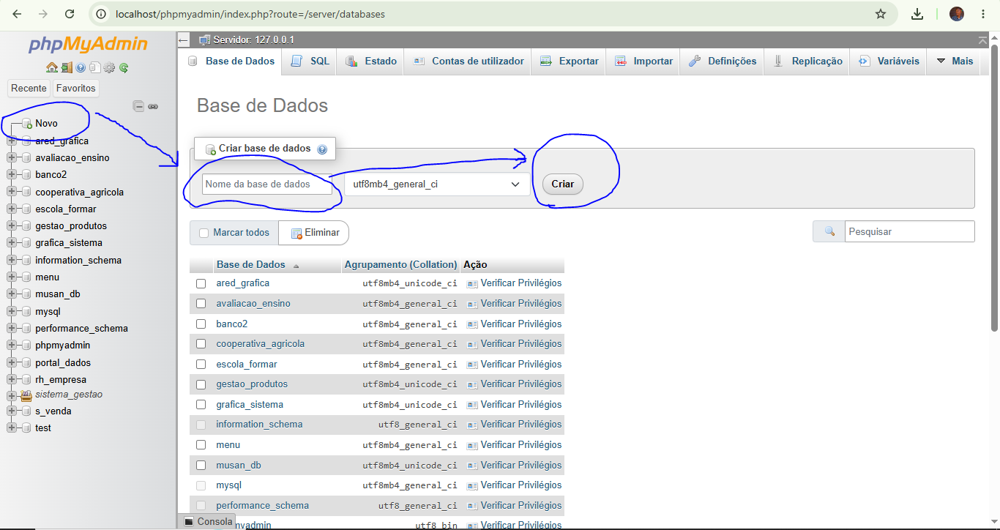 localhost/phpmyadmin/index.php?route=/server/databases
phpMyAdmin
Recente Favoritos
Novo
ared_grafica
avaliacao_ensino
banco2
cooperativa_agricola
escola_formar
gestao_produtos
grafica_sistema
information_schema
menu
musan_db
mysql
performance_schema
phpmyadmin
portal_dados
rh_empresa
sistema_gestao
s_venda
test
Servidor: 127.0.0.1
Base de Dados SQL Estado Contas de utilizador Exportar Importar Definições Replicação Variáveis Mais
Base de Dados
Criar base de dados
Nome da base de dados utf8mb4_general_ci Criar
Marcar todos Eliminar Pesquisar
Base de Dados Agrupamento (Collation) Ação
ared_grafica utf8mb4_unicode_ci Verificar Privilégios
avaliacao_ensino utf8mb4_general_ci Verificar Privilégios
banco2 utf8mb4_general_ci Verificar Privilégios
cooperativa_agricola utf8mb4_general_ci Verificar Privilégios
escola_formar utf8mb4_general_ci Verificar Privilégios
gestao_produtos utf8mb4_unicode_ci Verificar Privilégios
grafica_sistema utf8mb4_unicode_ci Verificar Privilégios
information_schema utf8_general_ci Verificar Privilégios
menu utf8mb4_general_ci Verificar Privilégios
musan_db utf8mb4_unicode_ci Verificar Privilégios
mysql utf8mb4_general_ci Verificar Privilégios
performance_schema utf8_general_ci Verificar Privilégios
myadmin utf8_bin Verificar Privilégios
Consola